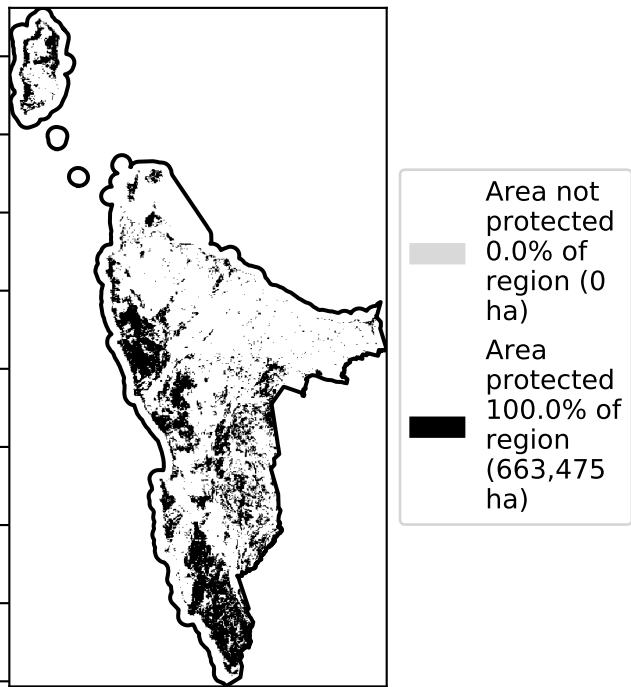 Area not
protected
0.0% of
region (0
ha)
Area
protected
100.0% of
region
(663,475
ha)